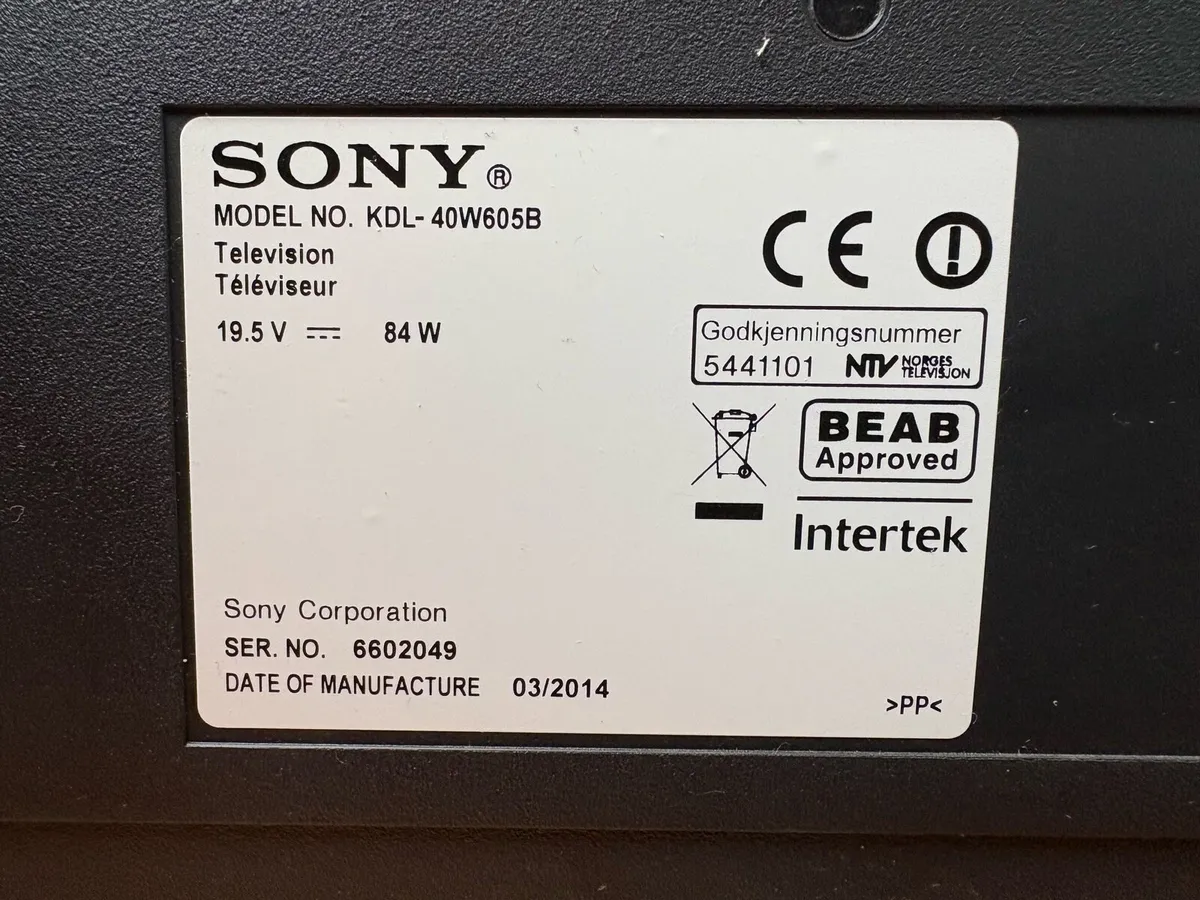 SONY®
MODEL NO. KDL-40W605B
Television
Téléviseur
19.5 V ⎓ 84 W
CE
Godkjenningsnummer
5441101 NTV NORGES TELEVISJON
BEAB
Approved
Intertek
Sony Corporation
SER. NO. 6602049
DATE OF MANUFACTURE 03/2014
>PP<